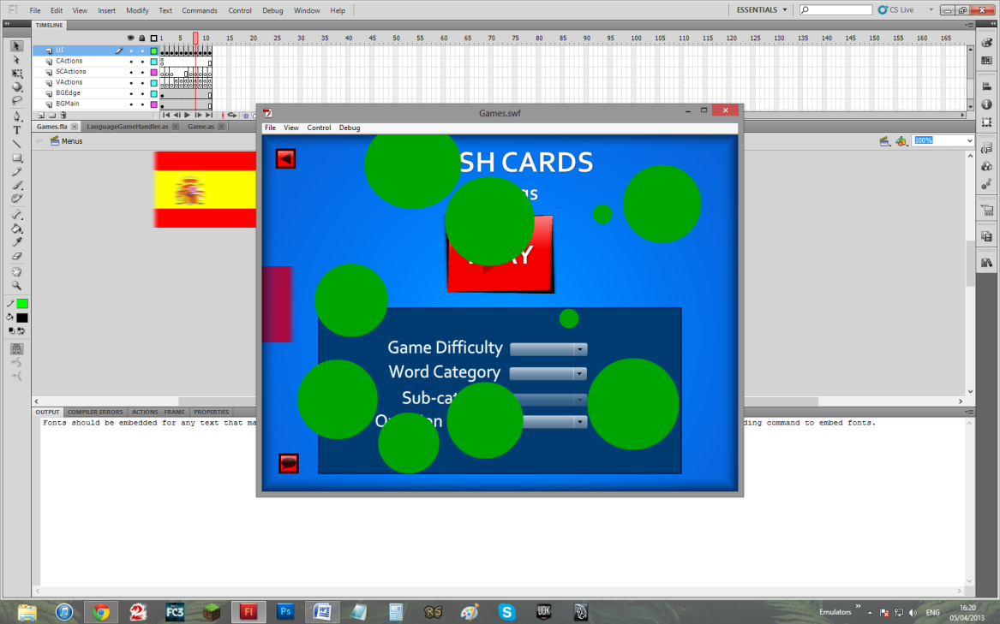 Fl File Edit View Insert Modify Text Commands Control Debug Window Help ESSENTIALS CS Live
TIMELINE
1 5 10 15 20 25 30 35 40 45 50 55 60 65 70 75 80 85 90 95 100 105 110 115 120 125 130 135 140 145 150 155 160 165
UI
CActions
SCActions
VActions
BGEdge
BGMain
Games.fla LanguageGameHandler.as Game.as
Menus 100%
Games.swf
File View Control Debug
SH CARDS
gs
AY
Game Difficulty
Word Category
Sub-cat
O on
OUTPUT COMPILER ERRORS ACTIONS - FRAME PROPERTIES
Fonts should be embedded for any text that ma ding command to embed fonts.
2 FC3 Fl Ps W RS S UDK Emulators ENG 16:20
05/04/2013